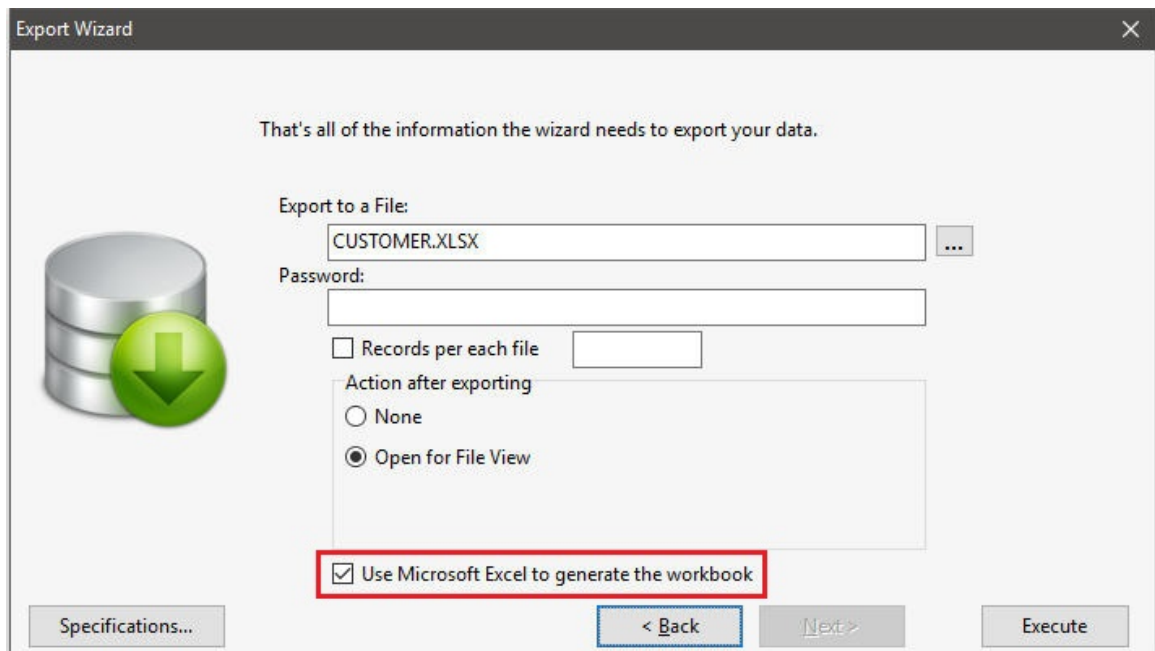 Export Wizard
That's all of the information the wizard needs to export your data.
Export to a File:
CUSTOMER.XLSX
...
Password:
Records per each file
Action after exporting
None
Open for File View
Use Microsoft Excel to generate the workbook
Specifications...
< Back
Next >
Execute